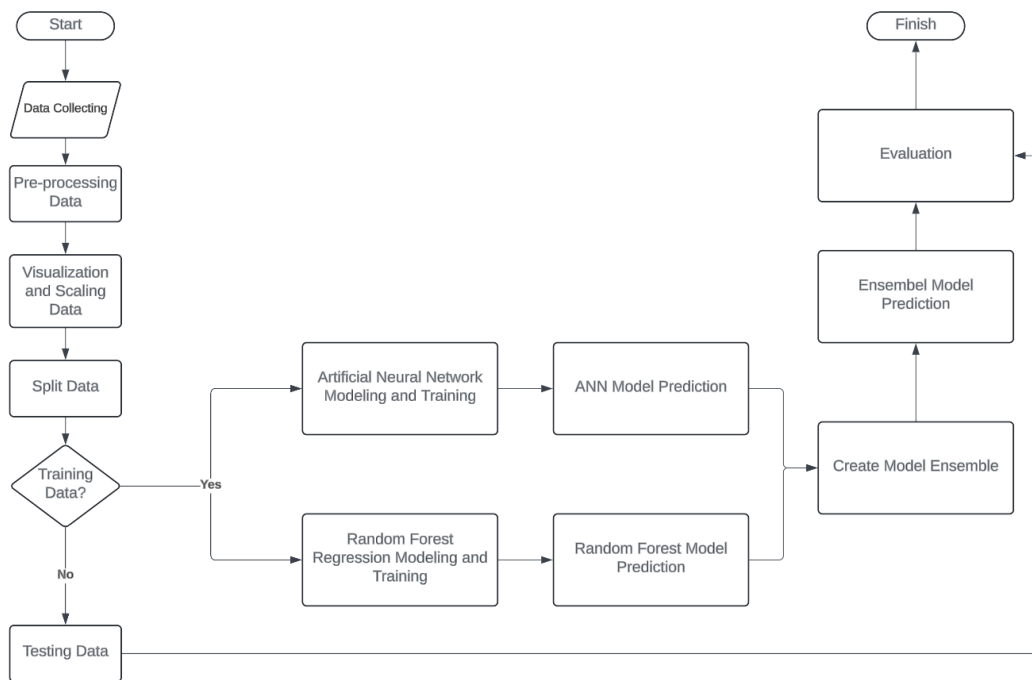 Start
Data Collecting
Pre-processing
Data
Visualization
and Scaling
Data
Split Data
Training
Data?
Yes
No
Testing Data
Artificial Neural Network
Modeling and Training
ANN Model Prediction
Random Forest
Regression Modeling and
Training
Random Forest Model
Prediction
Create Model Ensemble
Ensembel Model
Prediction
Evaluation
Finish